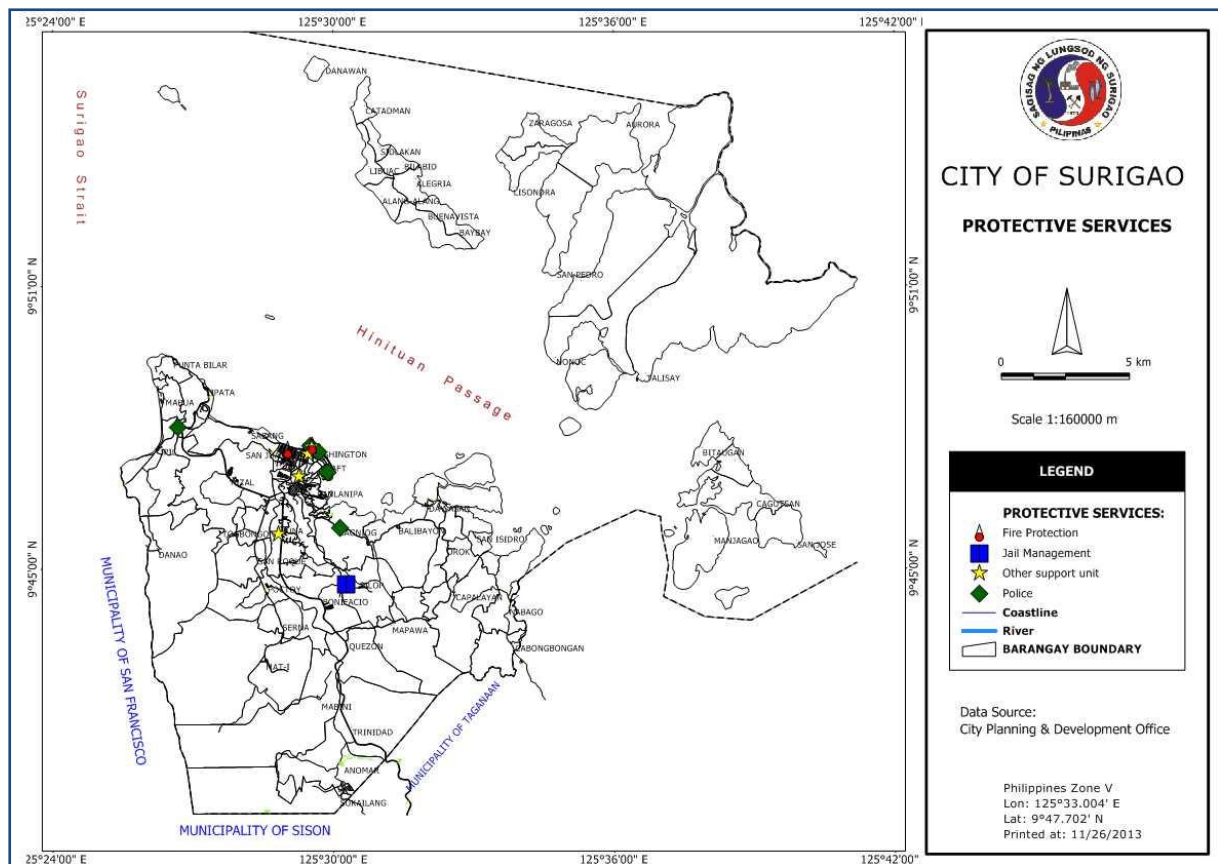 25°24'00" E
125°30'00" E
125°36'00" E
125°42'00" E
Surigao Strait
DANAWAN
CATADMAN
SIDLAKAN
BILABID
LIBUAC
ALEGRIA
ALANG-ALANG
BUENAVISTA
BAYBAY
ZARAGOSA
AURORA
LISONDRA
SAN PEDRO
9°51'00" N
9°51'00" N
Hinituan Passage
NONOC
TALISAY
PUNTA BILAR
LIPATA
MABUA
SABANG
SAN J
SHINGTON
BITAUGAN
CAGUTSAN
MANJAGAO
SAN JOSE
BALIBAYON
SAN ISIDRO
OROK
DANAO
SAN ROQUE
9°45'00" N
9°45'00" N
BONIFACIO
CAPALAYAN
SERNA
MAPAWA
QUEZON
CABONGBONGAN
MAT-I
MABINI
TRINIDAD
ANOMAR
MUNICIPALITY OF SAN FRANCISCO
MUNICIPALITY OF TAGANAAN
MUNICIPALITY OF SISON
25°24'00" E
125°30'00" E
125°36'00" E
125°42'00" E
SAGISAG NG LUNGSOD NG SURIGAO
PILIPINAS
CITY OF SURIGAO
PROTECTIVE SERVICES
0 5 km
Scale 1:160000 m
LEGEND
PROTECTIVE SERVICES:
Fire Protection
Jail Management
Other support unit
Police
Coastline
River
BARANGAY BOUNDARY
Data Source:
City Planning & Development Office
Philippines Zone V
Lon: 125°33.004' E
Lat: 9°47.702' N
Printed at: 11/26/2013